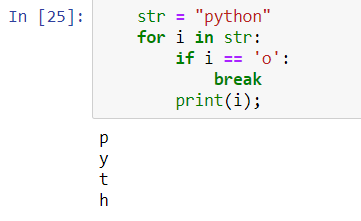 In [25]: str = "python"
for i in str:
if i == 'o':
break
print(i);
p
y
t
h